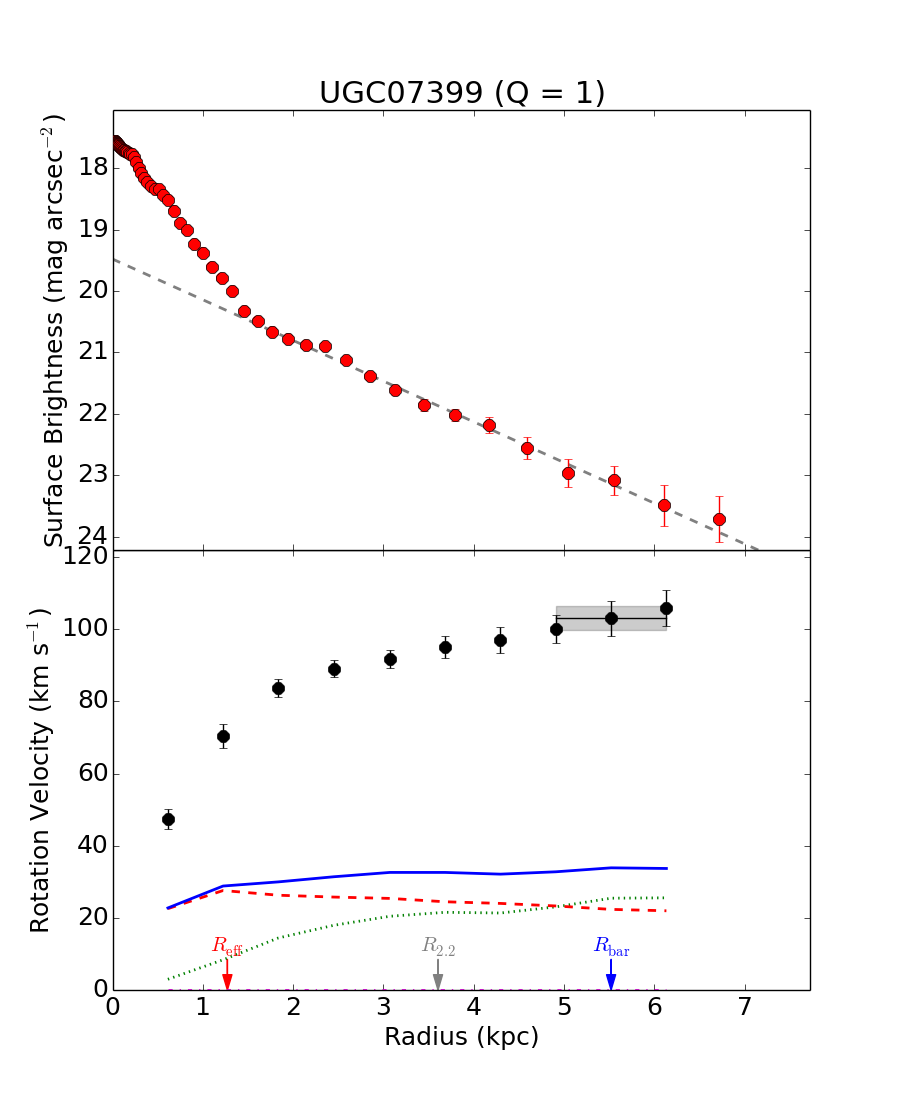 UGC07399 (Q = 1)
Surface Brightness (mag arcsec⁻²)
18
19
20
21
22
23
24
Rotation Velocity (km s⁻¹)
120
100
80
60
40
20
0
R_eff
R_2.2
R_bar
0 1 2 3 4 5 6 7
Radius (kpc)